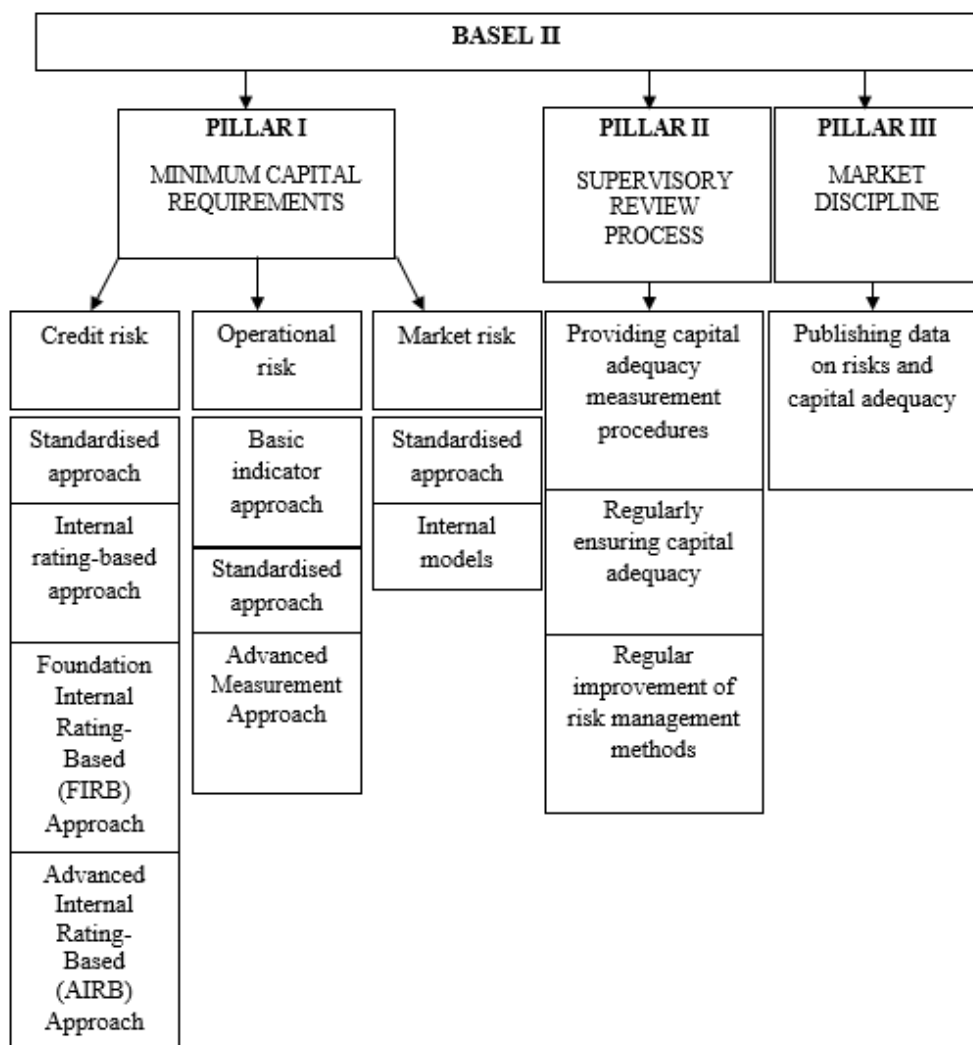 BASEL II
PILLAR I
MINIMUM CAPITAL
REQUIREMENTS
PILLAR II
SUPERVISORY
REVIEW
PROCESS
PILLAR III
MARKET
DISCIPLINE
Credit risk
Standardised
approach
Internal
rating-based
approach
Foundation
Internal
Rating-
Based
(FIRB)
Approach
Advanced
Internal
Rating-
Based
(AIRB)
Approach
Operational
risk
Basic
indicator
approach
Standardised
approach
Advanced
Measurement
Approach
Market risk
Standardised
approach
Internal
models
Providing capital
adequacy
measurement
procedures
Regularly
ensuring capital
adequacy
Regular
improvement of
risk management
methods
Publishing data
on risks and
capital adequacy